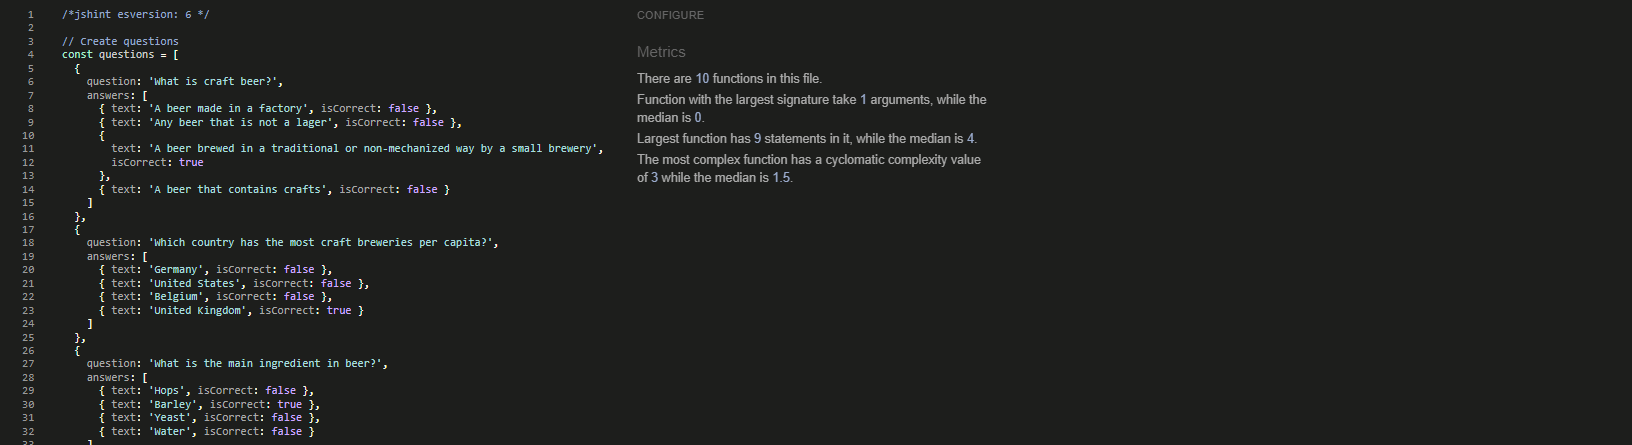 1 /*jshint esversion: 6 */
2
3 // Create questions
4 const questions = [
5 {
6 question: 'What is craft beer?',
7 answers: [
8 { text: 'A beer made in a factory', isCorrect: false },
9 { text: 'Any beer that is not a lager', isCorrect: false },
10 {
11 text: 'A beer brewed in a traditional or non-mechanized way by a small brewery',
12 isCorrect: true
13 },
14 { text: 'A beer that contains crafts', isCorrect: false }
15 ]
16 },
17 {
18 question: 'Which country has the most craft breweries per capita?',
19 answers: [
20 { text: 'Germany', isCorrect: false },
21 { text: 'United States', isCorrect: false },
22 { text: 'Belgium', isCorrect: false },
23 { text: 'United Kingdom', isCorrect: true }
24 ]
25 },
26 {
27 question: 'What is the main ingredient in beer?',
28 answers: [
29 { text: 'Hops', isCorrect: false },
30 { text: 'Barley', isCorrect: true },
31 { text: 'Yeast', isCorrect: false },
32 { text: 'Water', isCorrect: false }
33 ]
CONFIGURE
Metrics
There are 10 functions in this file.
Function with the largest signature take 1 arguments, while the
median is 0.
Largest function has 9 statements in it, while the median is 4.
The most complex function has a cyclomatic complexity value
of 3 while the median is 1.5.